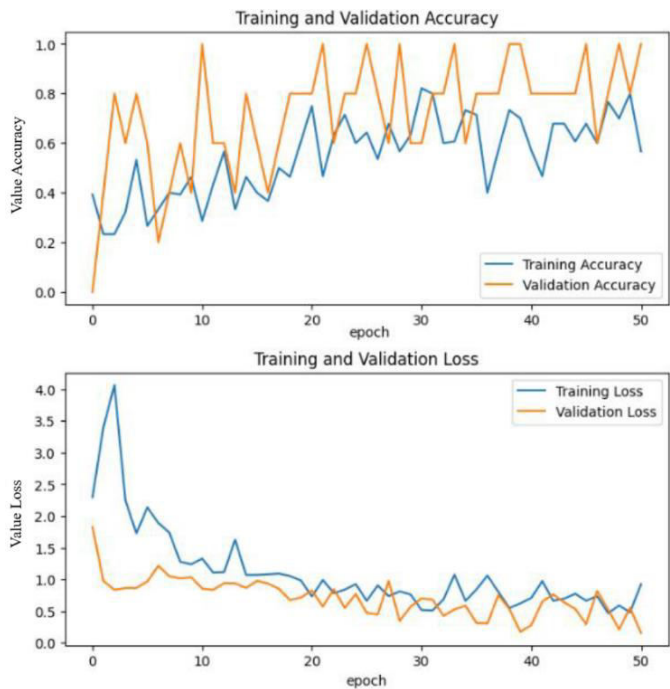 Training and Validation Accuracy
1.0
0.8
0.6
0.4
0.2
0.0
Value Accuracy
Training Accuracy
Validation Accuracy
0 10 20 30 40 50
epoch
Training and Validation Loss
4.0
3.5
3.0
2.5
2.0
1.5
1.0
0.5
0.0
Value Loss
Training Loss
Validation Loss
0 10 20 30 40 50
epoch